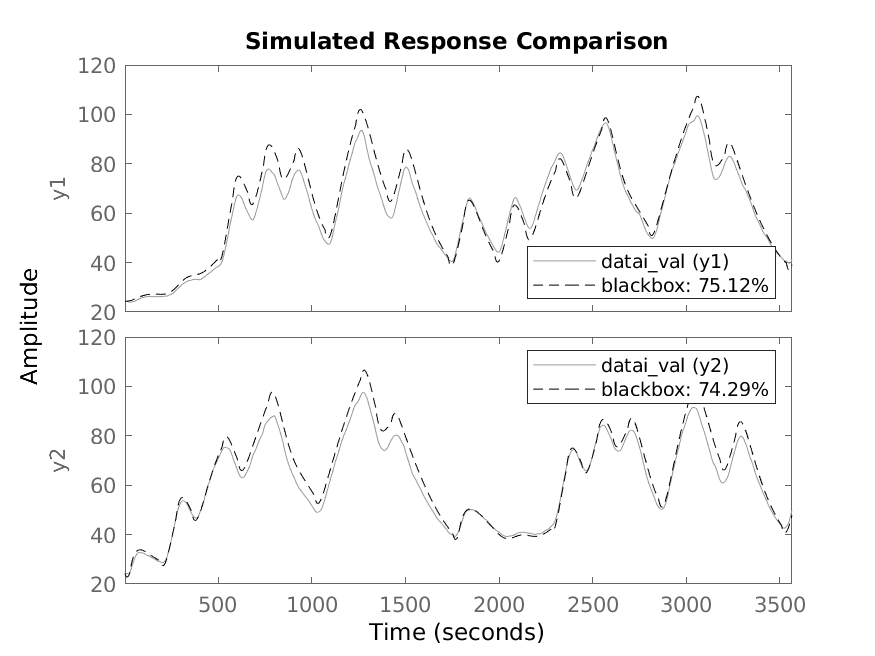 Simulated Response Comparison
120
100
80
60
40
20
y1
datai_val (y1)
blackbox: 75.12%
Amplitude
120
100
80
60
40
20
y2
datai_val (y2)
blackbox: 74.29%
500 1000 1500 2000 2500 3000 3500
Time (seconds)